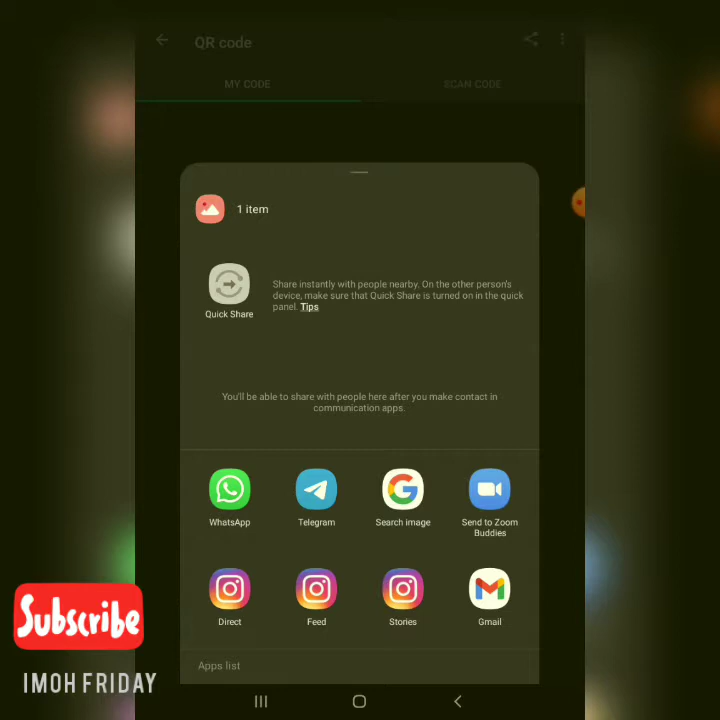 QR code
MY CODE
SCAN CODE
1 item
Quick Share
Share instantly with people nearby. On the other person's
device, make sure that Quick Share is turned on in the quick
panel. Tips
You'll be able to share with people here after you make contact in
communication apps.
WhatsApp
Telegram
Search image
Send to Zoom
Buddies
Direct
Feed
Stories
Gmail
Apps list
Subscribe
IMOH FRIDAY